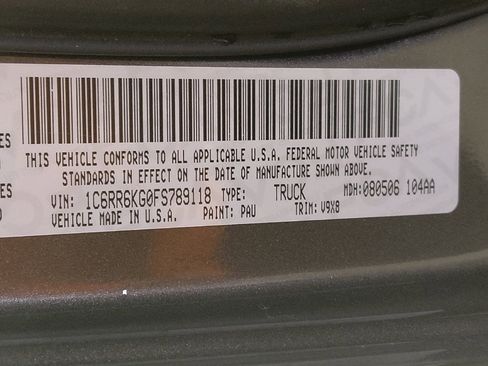 THIS VEHICLE CONFORMS TO ALL APPLICABLE U.S.A. FEDERAL MOTOR VEHICLE SAFETY
STANDARDS IN EFFECT ON THE DATE OF MANUFACTURE SHOWN ABOVE.
VIN: 1C6RR6KG0FS789118 TYPE: TRUCK MDH:080506 104AA
VEHICLE MADE IN U.S.A. PAINT: PAU TRIM: V9X8